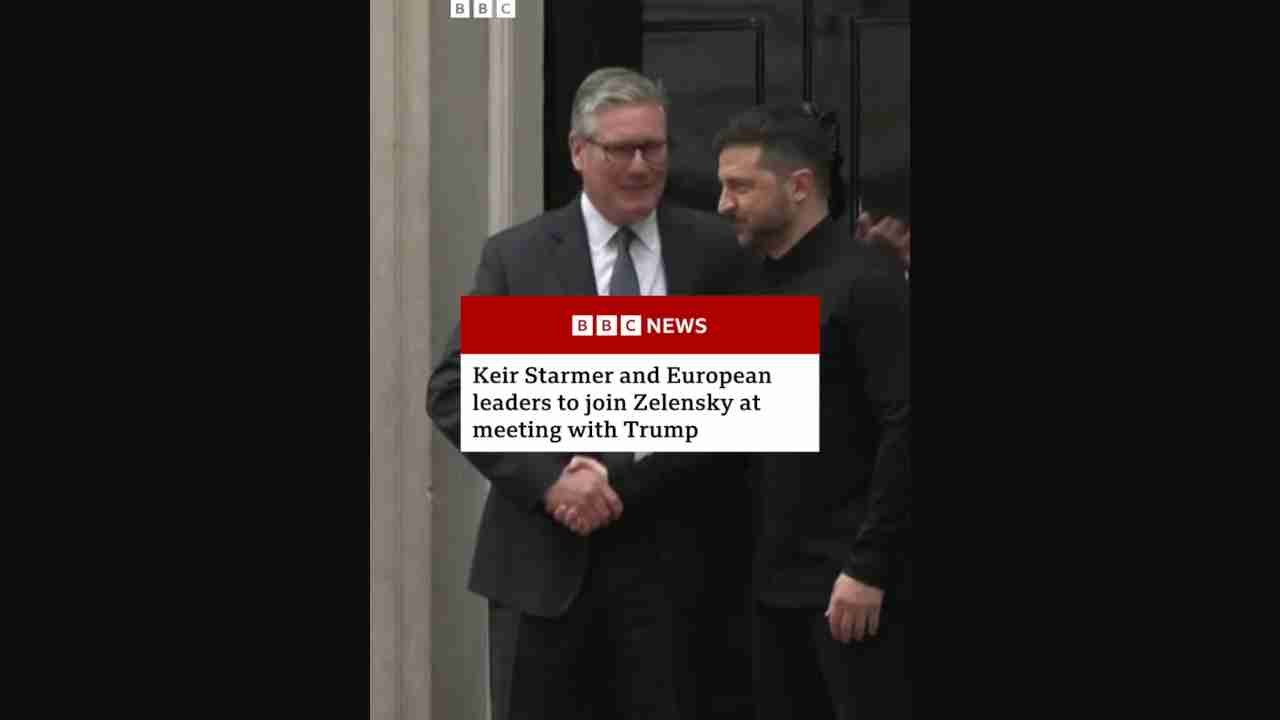 BBC
BBC NEWS
Keir Starmer and European
leaders to join Zelensky at
meeting with Trump